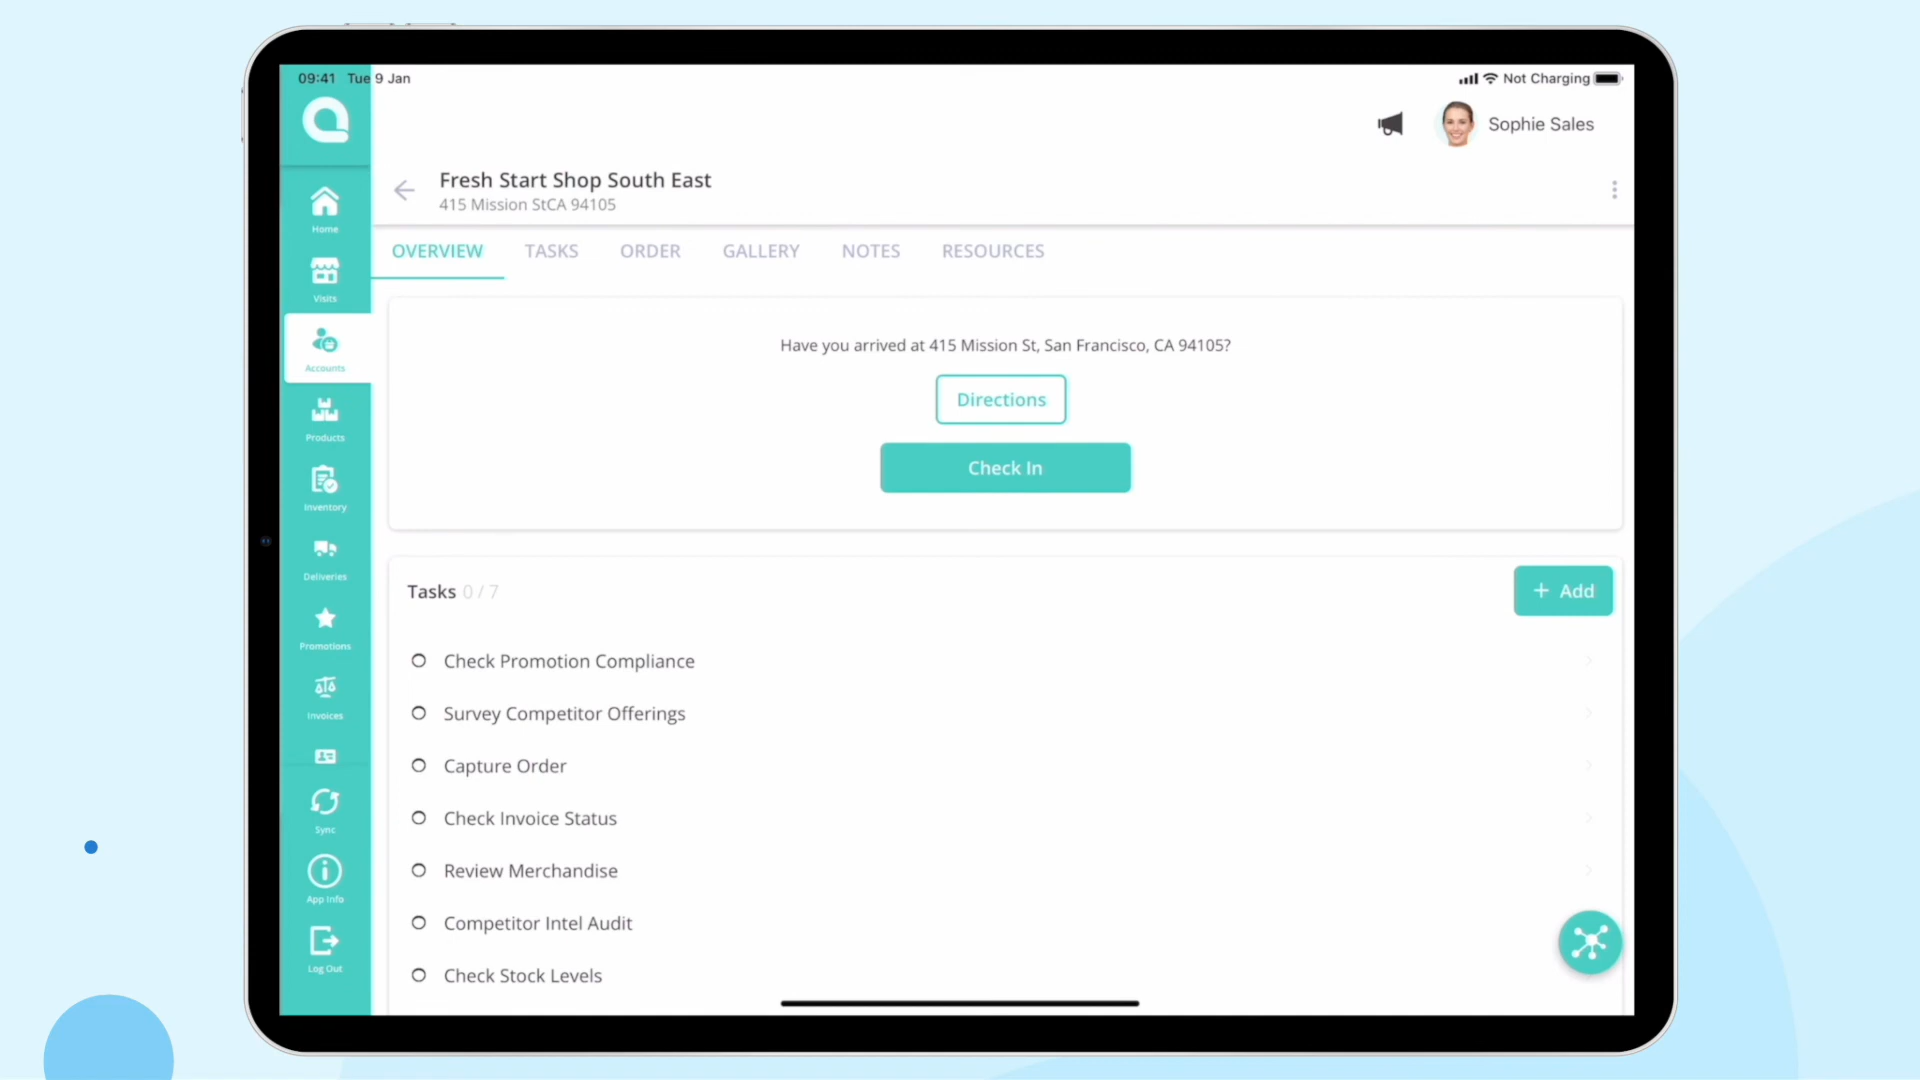 09:41 Tue 9 Jan
Not Charging
Sophie Sales
Fresh Start Shop South East
415 Mission StCA 94105
OVERVIEW TASKS ORDER GALLERY NOTES RESOURCES
Home
Visits
Accounts
Products
Inventory
Deliveries
Promotions
Invoices
Sync
App Info
Log Out
Have you arrived at 415 Mission St, San Francisco, CA 94105?
Directions
Check In
Tasks 0 / 7
+ Add
Check Promotion Compliance
Survey Competitor Offerings
Capture Order
Check Invoice Status
Review Merchandise
Competitor Intel Audit
Check Stock Levels